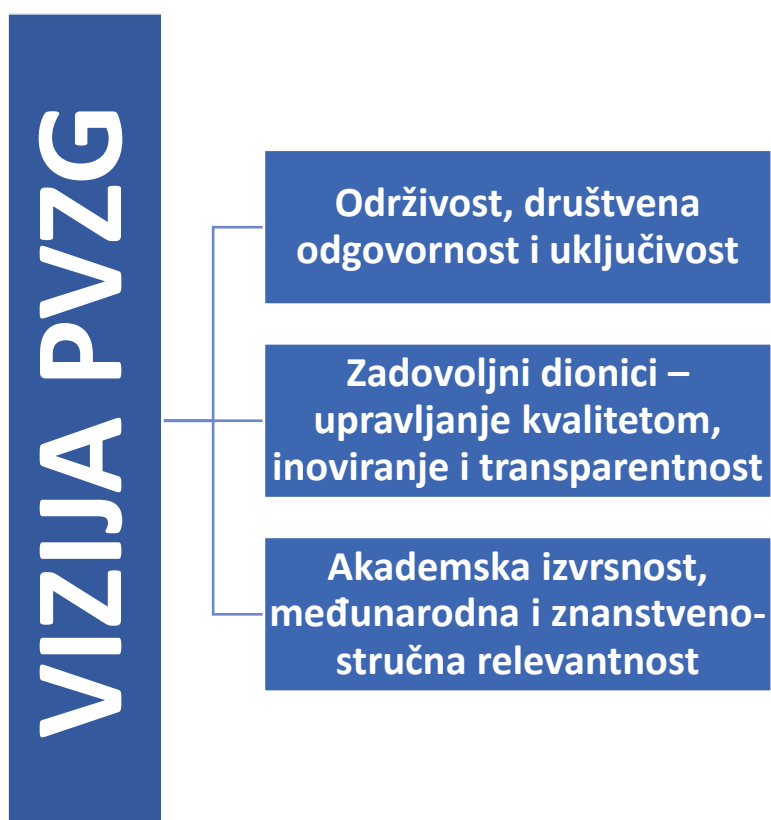 VIZIJA PVZG
Održivost, društvena
odgovornost i uključivost
Zadovoljni dionici –
upravljanje kvalitetom,
inoviranje i transparentnost
Akademska izvrsnost,
međunarodna i znanstveno-
stručna relevantnost